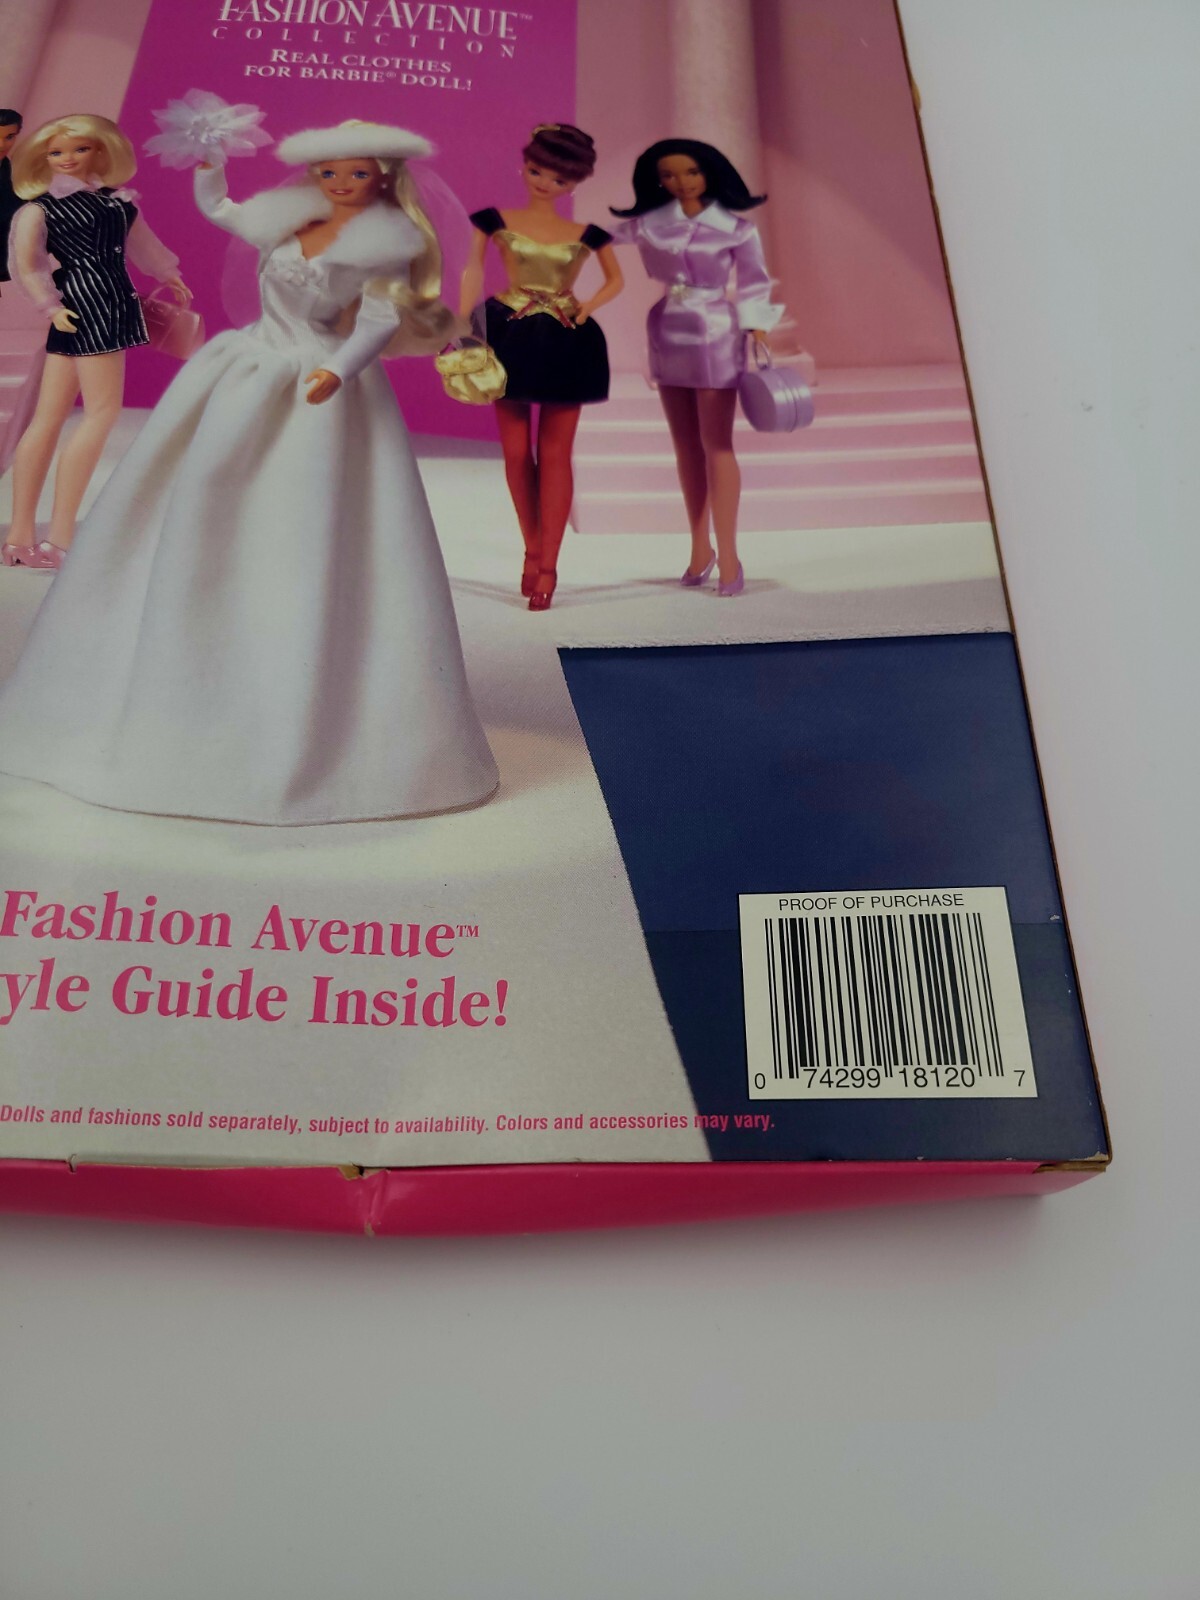 FASHION AVENUE™
COLLECTION
REAL CLOTHES
FOR BARBIE® DOLL!
Fashion Avenue™
yle Guide Inside!
PROOF OF PURCHASE
0 74299 18120 7
Dolls and fashions sold separately, subject to availability. Colors and accessories may vary.